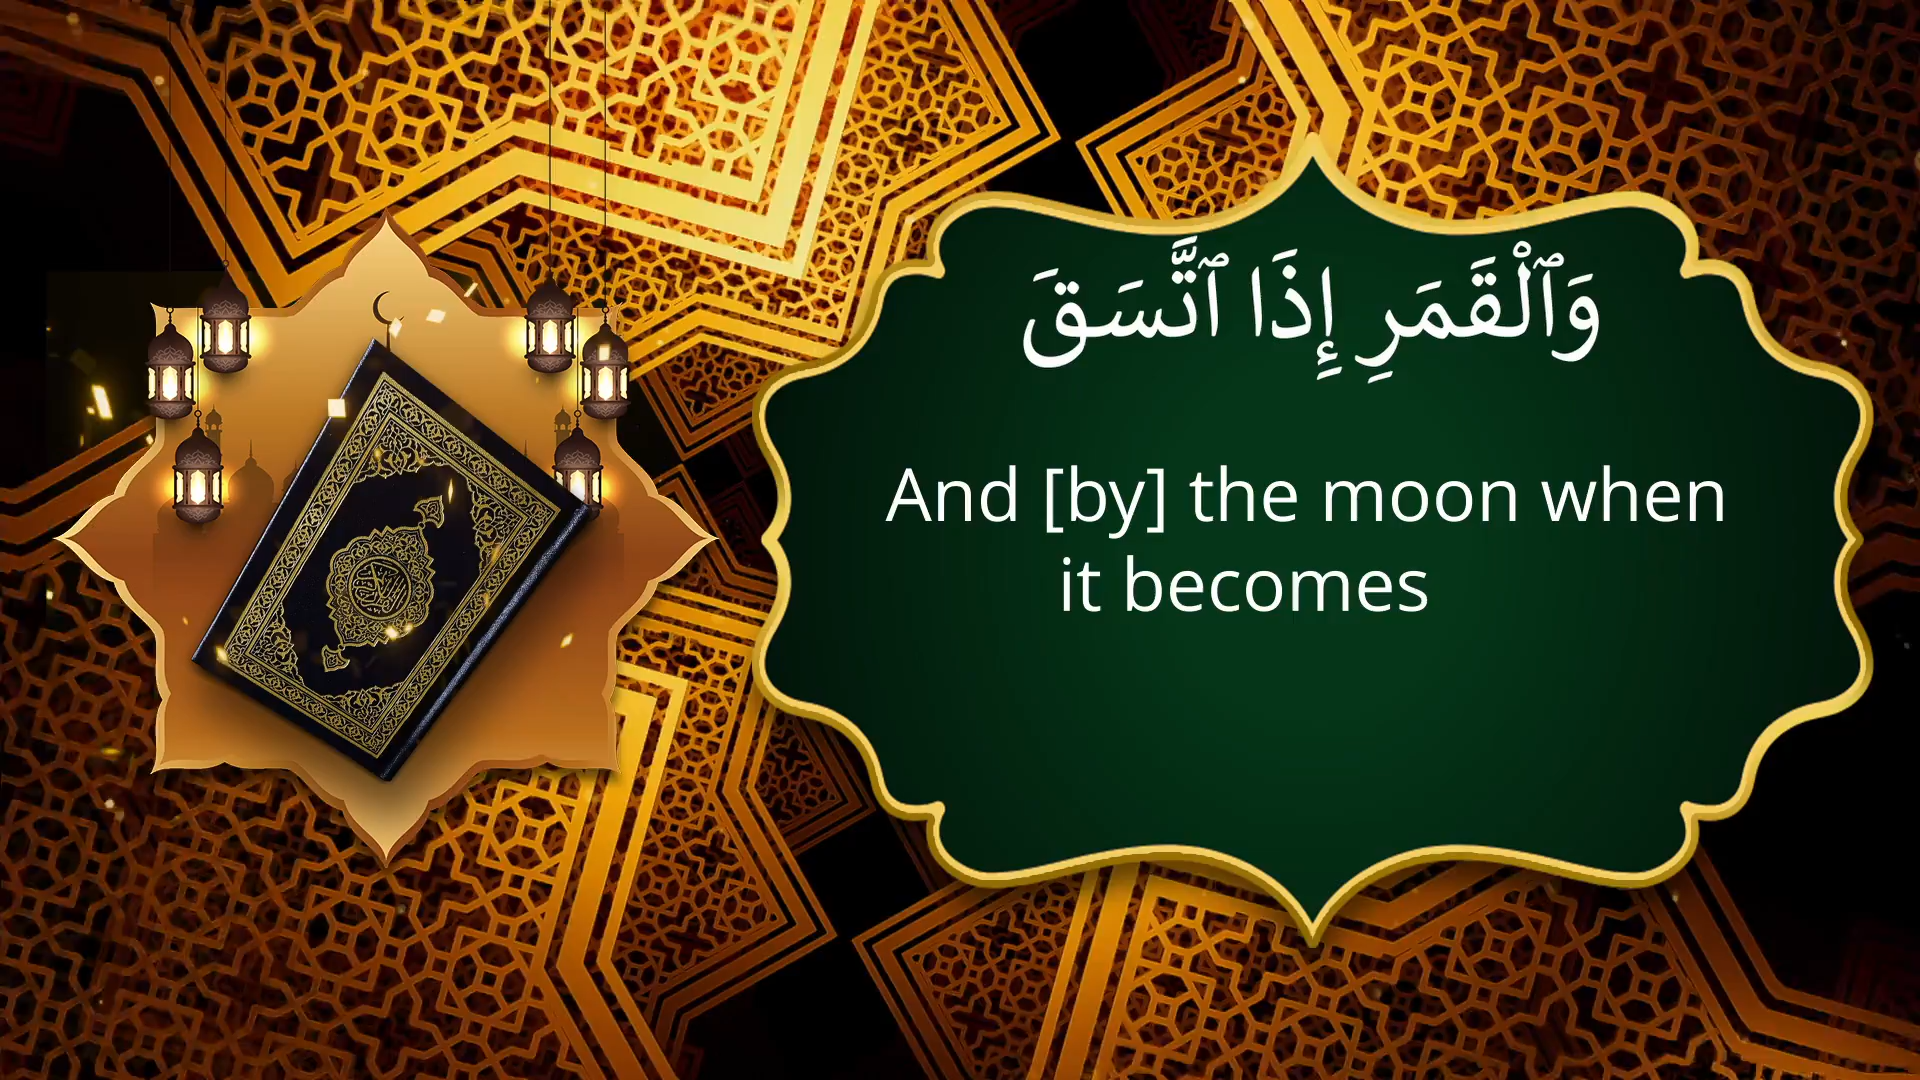 وَٱلْقَمَرِ إِذَا ٱتَّسَقَ
And [by] the moon when
it becomes